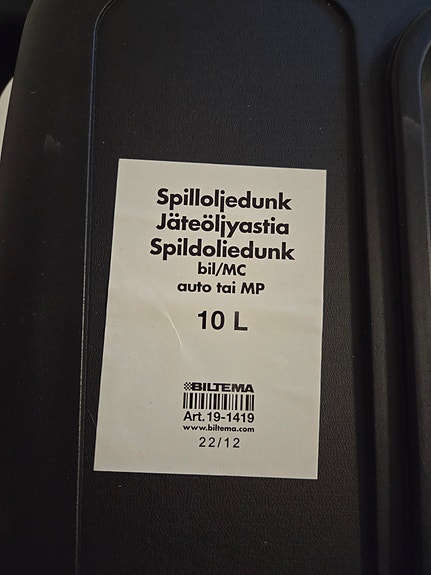 Spilloljedunk
Jäteöljyastia
Spildoliedunk
bil/MC
auto tai MP
10 L
BILTEMA
Art. 19-1419
www.biltema.com
22/12